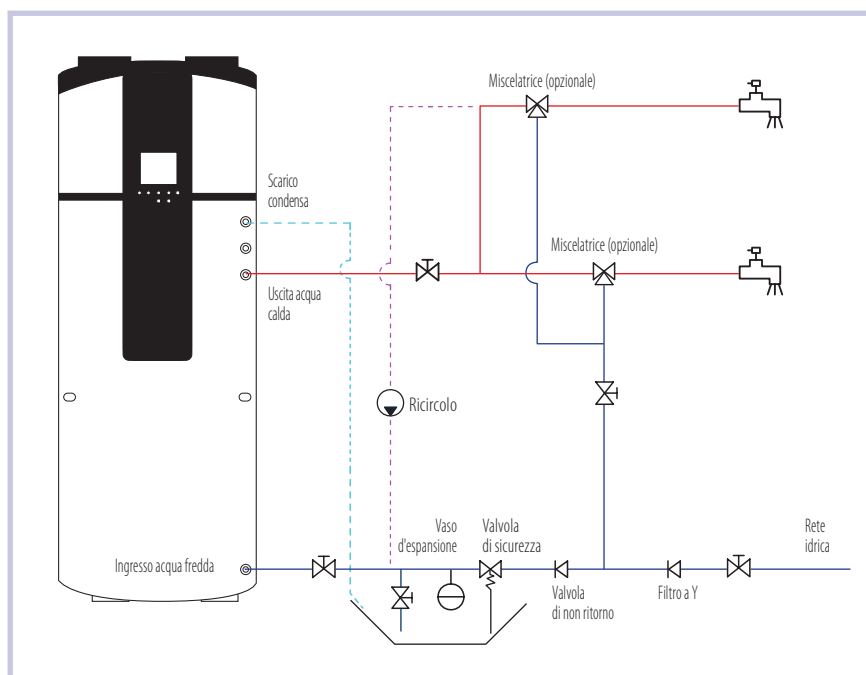 Miscelatrice (opzionale)
Scarico
condensa
Miscelatrice (opzionale)
Uscita acqua
calda
Ricircolo
Vaso
d'espansione
Valvola
di sicurezza
Rete
idrica
Ingresso acqua fredda
Valvola
di non ritorno
Filtro a Y